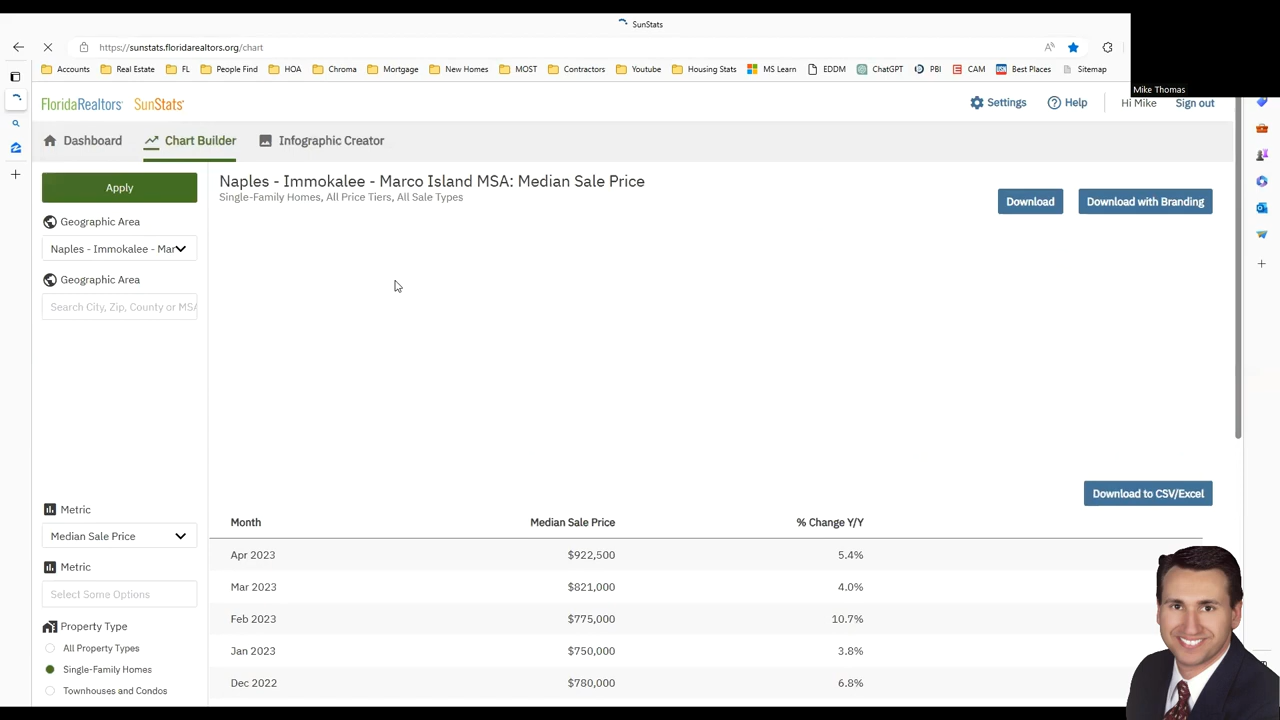 SunStats
https://sunstats.floridarealtors.org/chart
Accounts Real Estate FL People Find HOA Chroma Mortgage New Homes MOST Contractors Youtube Housing Stats MS Learn EDDM ChatGPT PBI CAM Best Places Sitemap
Mike Thomas
FloridaRealtors SunStats
Settings Help Hi Mike Sign out
Dashboard Chart Builder Infographic Creator
Apply
Naples - Immokalee - Marco Island MSA: Median Sale Price
Single-Family Homes, All Price Tiers, All Sale Types
Download Download with Branding
Geographic Area
Naples - Immokalee - Mar
Geographic Area
Search City, Zip, County or MSA
Download to CSV/Excel
Metric
Median Sale Price
Metric
Select Some Options
Property Type
All Property Types
Single-Family Homes
Townhouses and Condos
Month Median Sale Price % Change Y/Y
Apr 2023 $922,500 5.4%
Mar 2023 $821,000 4.0%
Feb 2023 $775,000 10.7%
Jan 2023 $750,000 3.8%
Dec 2022 $780,000 6.8%